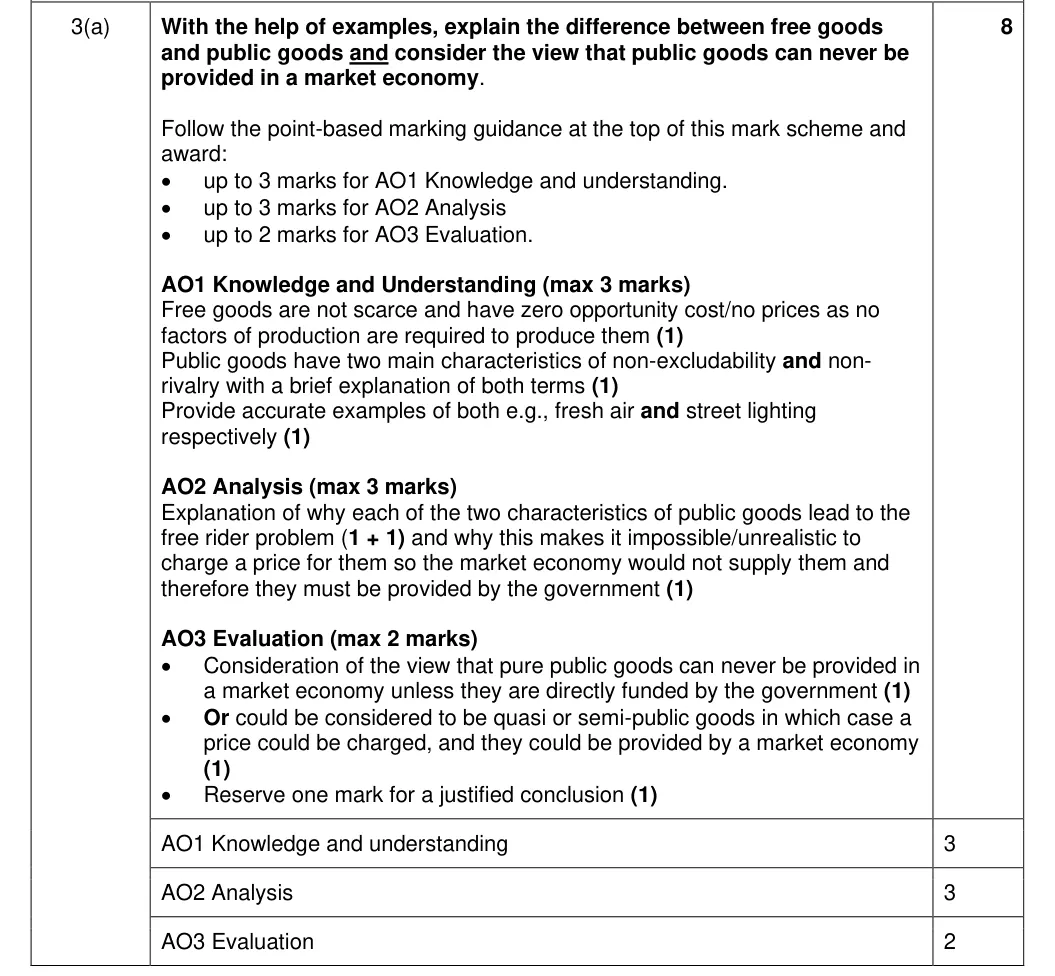 3(a)
With the help of examples, explain the difference between free goods
and public goods and consider the view that public goods can never be
provided in a market economy.
8
Follow the point-based marking guidance at the top of this mark scheme and
award:
• up to 3 marks for AO1 Knowledge and understanding.
• up to 3 marks for AO2 Analysis
• up to 2 marks for AO3 Evaluation.
AO1 Knowledge and Understanding (max 3 marks)
Free goods are not scarce and have zero opportunity cost/no prices as no
factors of production are required to produce them (1)
Public goods have two main characteristics of non-excludability and non-
rivalry with a brief explanation of both terms (1)
Provide accurate examples of both e.g., fresh air and street lighting
respectively (1)
AO2 Analysis (max 3 marks)
Explanation of why each of the two characteristics of public goods lead to the
free rider problem (1 + 1) and why this makes it impossible/unrealistic to
charge a price for them so the market economy would not supply them and
therefore they must be provided by the government (1)
AO3 Evaluation (max 2 marks)
• Consideration of the view that pure public goods can never be provided in
a market economy unless they are directly funded by the government (1)
• Or could be considered to be quasi or semi-public goods in which case a
price could be charged, and they could be provided by a market economy
(1)
• Reserve one mark for a justified conclusion (1)
AO1 Knowledge and understanding 3
AO2 Analysis 3
AO3 Evaluation 2